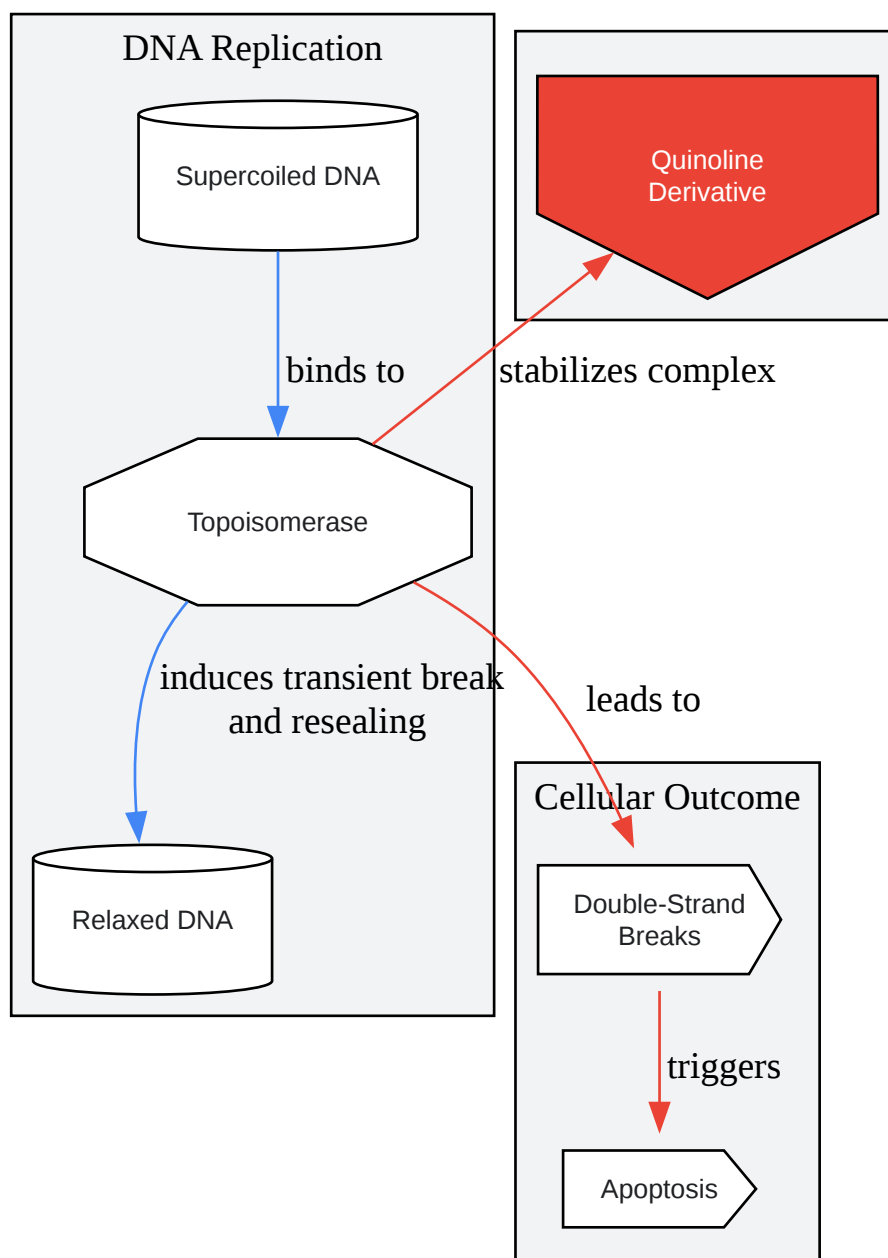 DNA Replication
Supercoiled DNA
Quinoline
Derivative
binds to
stabilizes complex
Topoisomerase
induces transient break
and resealing
leads to
Cellular Outcome
Relaxed DNA
Double-Strand
Breaks
triggers
Apoptosis